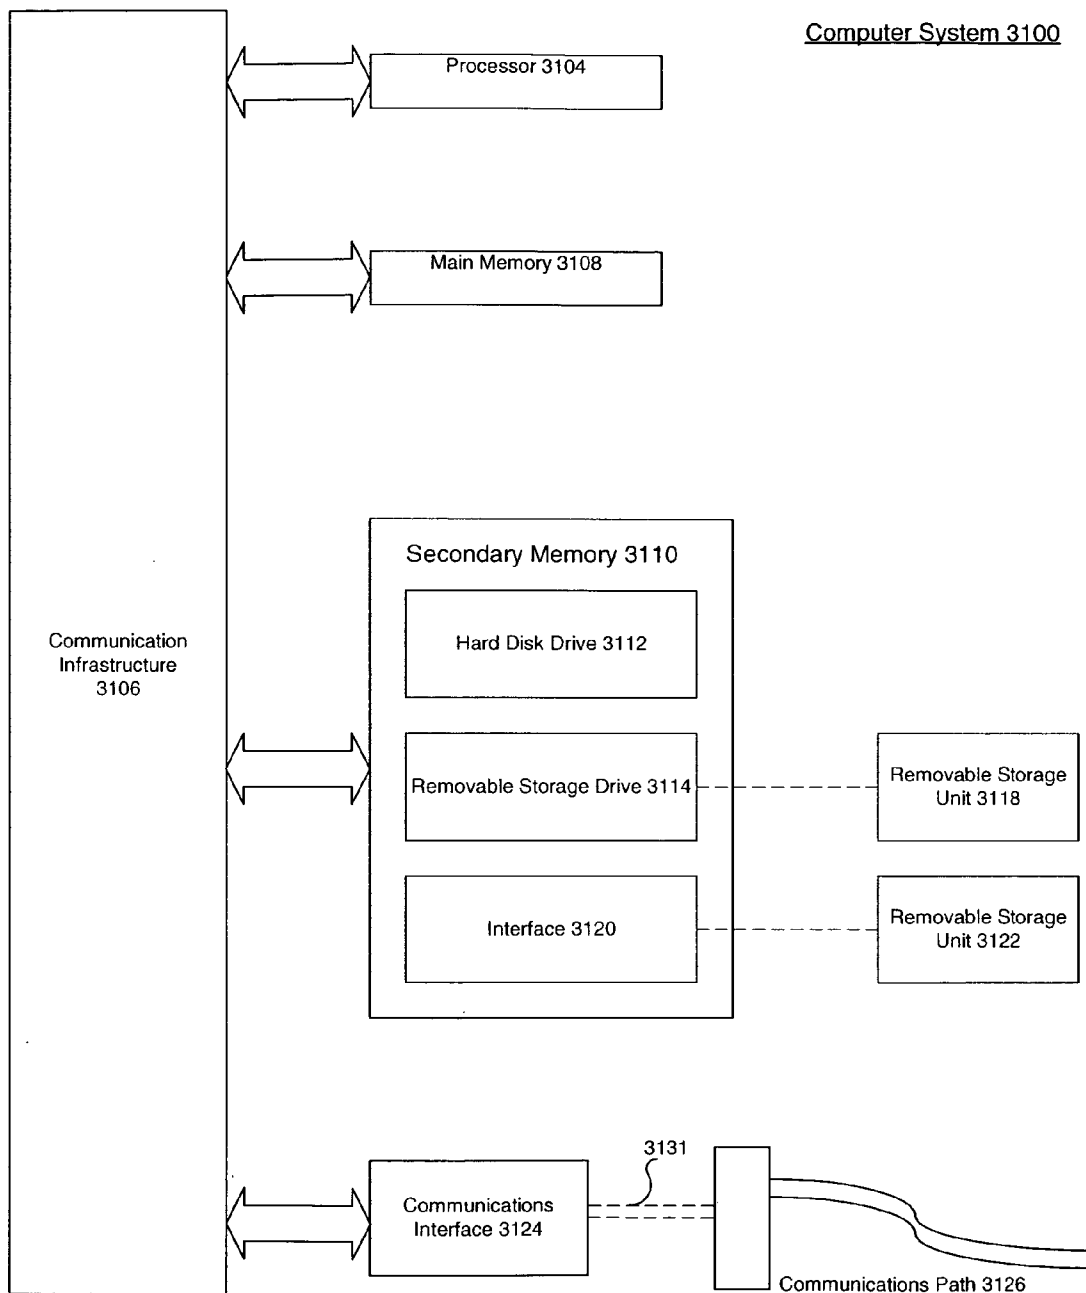 Computer System 3100
Processor 3104
Main Memory 3108
Secondary Memory 3110
Hard Disk Drive 3112
Communication
Infrastructure
3106
Removable Storage Drive 3114
Removable Storage
Unit 3118
Interface 3120
Removable Storage
Unit 3122
3131
Communications
Interface 3124
Communications Path 3126